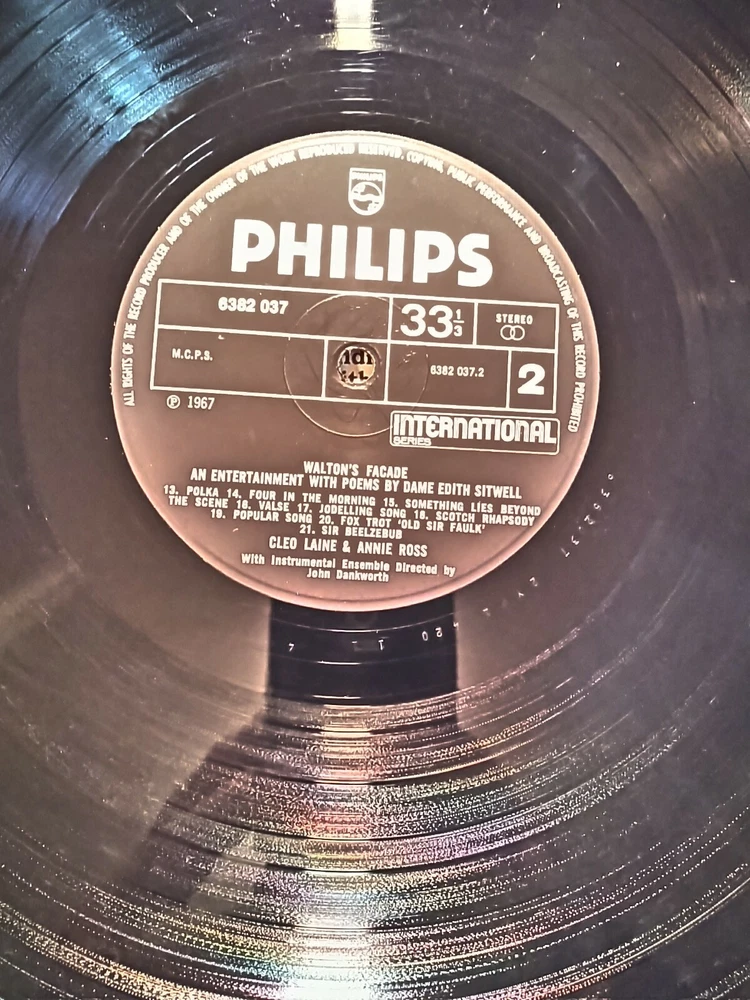 ALL RIGHTS OF THE RECORD PRODUCER AND OF THE OWNER OF THE WORK REPRODUCED RESERVED. COPYING, PUBLIC PERFORMANCE AND BROADCASTING OF THIS RECORD PROHIBITED
PHILIPS
PHILIPS
6382 037
33 1/3
STEREO
M.C.P.S.
6382 037.2
2
℗ 1967
INTERNATIONAL
SERIES
WALTON'S FACADE
AN ENTERTAINMENT WITH POEMS BY DAME EDITH SITWELL
13. POLKA 14. FOUR IN THE MORNING 15. SOMETHING LIES BEYOND
THE SCENE 16. VALSE 17. JODELLING SONG 18. SCOTCH RHAPSODY
19. POPULAR SONG 20. FOX TROT 'OLD SIR FAULK'
21. SIR BEELZEBUB
CLEO LAINE & ANNIE ROSS
With Instrumental Ensemble Directed by
John Dankworth